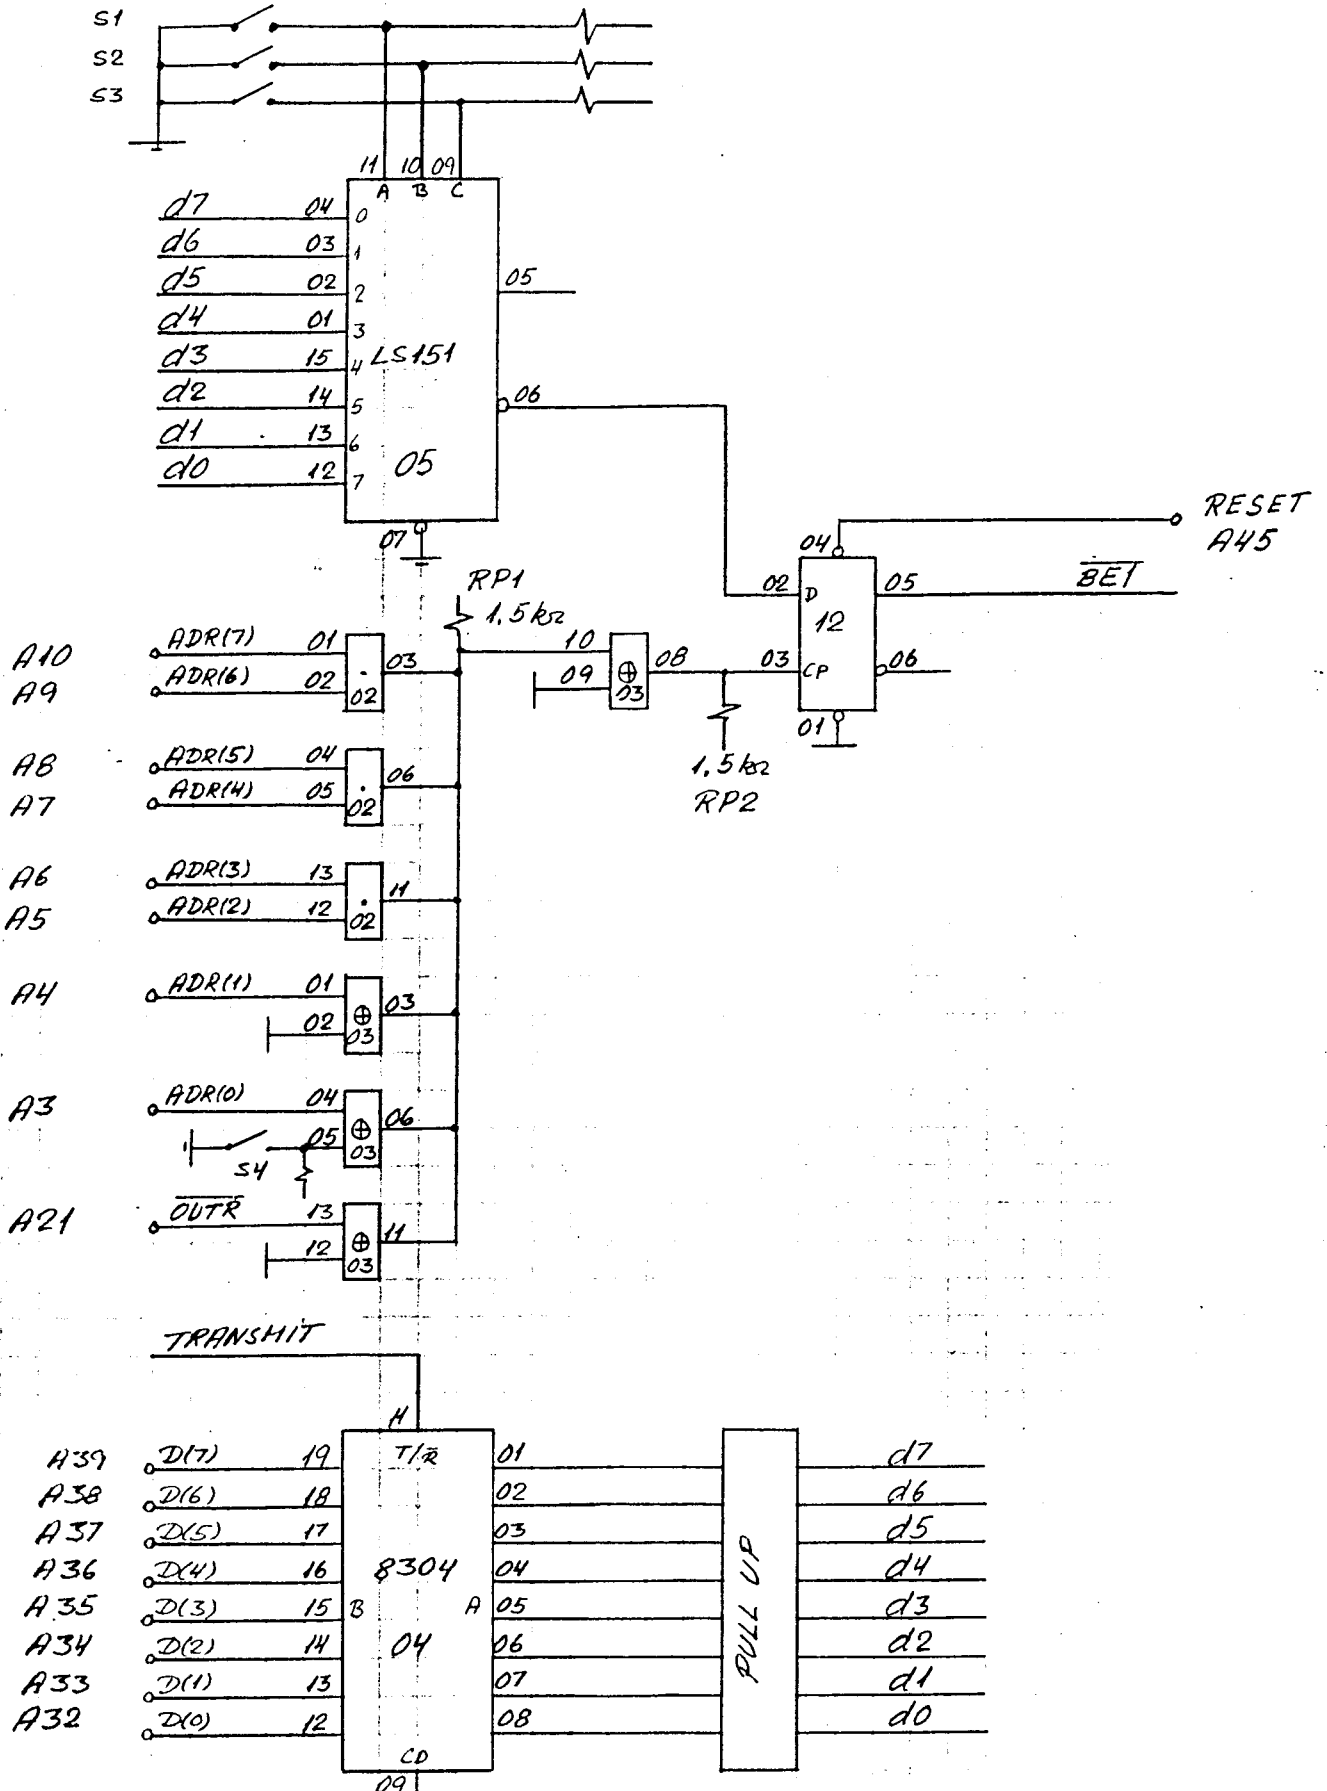 S1
S2
S3
11 10 09
A B C
d7 04 0
d6 03 1
d5 02 2 05
d4 01 3
d3 15 4 LS151
d2 14 5 06
d1 13 6
d0 12 7 05
07
RESET
A45
04
02 D 05 BET
12
03 CP 06
01
RP1
1.5kΩ
10
09 ⊕ 08
03
1.5kΩ
RP2
A10 ADR(7) 01 03
A9 ADR(6) 02 02
A8 ADR(5) 04 06
A7 ADR(4) 05 02
A6 ADR(3) 13 11
A5 ADR(2) 12 02
A4 ADR(1) 01 ⊕ 03
02 03
A3 ADR(0) 04 ⊕ 06
S4 05 03
A21 OUTR 13 ⊕ 11
12 03
TRANSMIT
11
T/R
A39 D(7) 19 01 d7
A38 D(6) 18 02 d6
A37 D(5) 17 03 d5
A36 D(4) 16 8304 04 d4
A35 D(3) 15 B A 05 d3
A34 D(2) 14 04 06 d2
A33 D(1) 13 07 d1
A32 D(0) 12 08 d0
CD
09
PULL UP